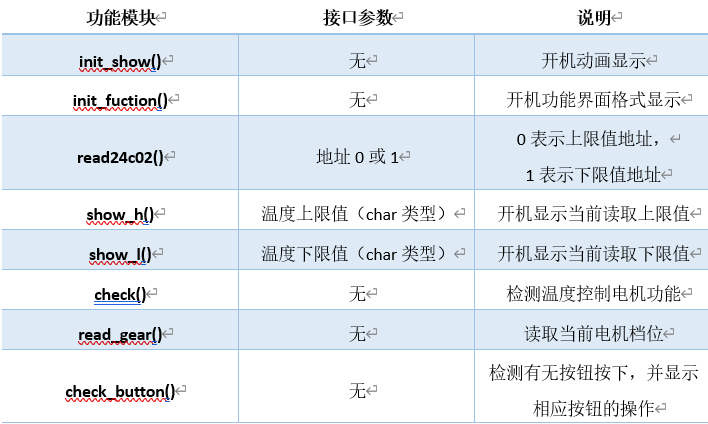 功能模块 接口参数 说明
init_show() 无 开机动画显示
init_fuction() 无 开机功能界面格式显示
read24c02() 地址 0 或 1 0 表示上限值地址，
1 表示下限值地址
show_h() 温度上限值（char 类型） 开机显示当前读取上限值
show_l() 温度下限值（char 类型） 开机显示当前读取下限值
check() 无 检测温度控制电机功能
read_gear() 无 读取当前电机档位
check_button() 无 检测有无按钮按下，并显示
相应按钮的操作